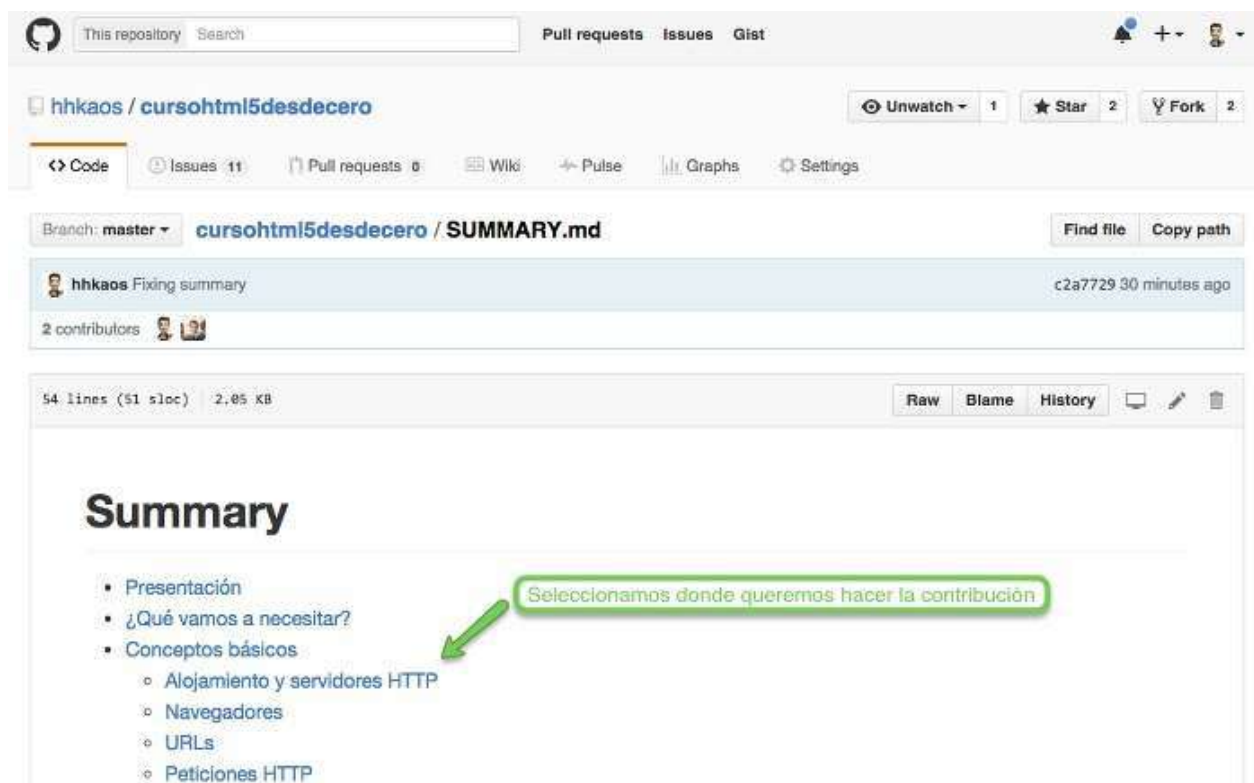 This repository Search Pull requests Issues Gist
hhkaos / cursohtml5desdecero Unwatch 1 Star 2 Fork 2
<> Code Issues 11 Pull requests 0 Wiki Pulse Graphs Settings
Branch: master cursohtml5desdecero / SUMMARY.md Find file Copy path
hhkaos Fixing summary c2a7729 30 minutes ago
2 contributors
54 lines (51 sloc) 2.05 KB Raw Blame History
Summary
• Presentación
Seleccionamos donde queremos hacer la contribución
• ¿Qué vamos a necesitar?
• Conceptos básicos
◦ Alojamiento y servidores HTTP
◦ Navegadores
◦ URLs
◦ Peticiones HTTP